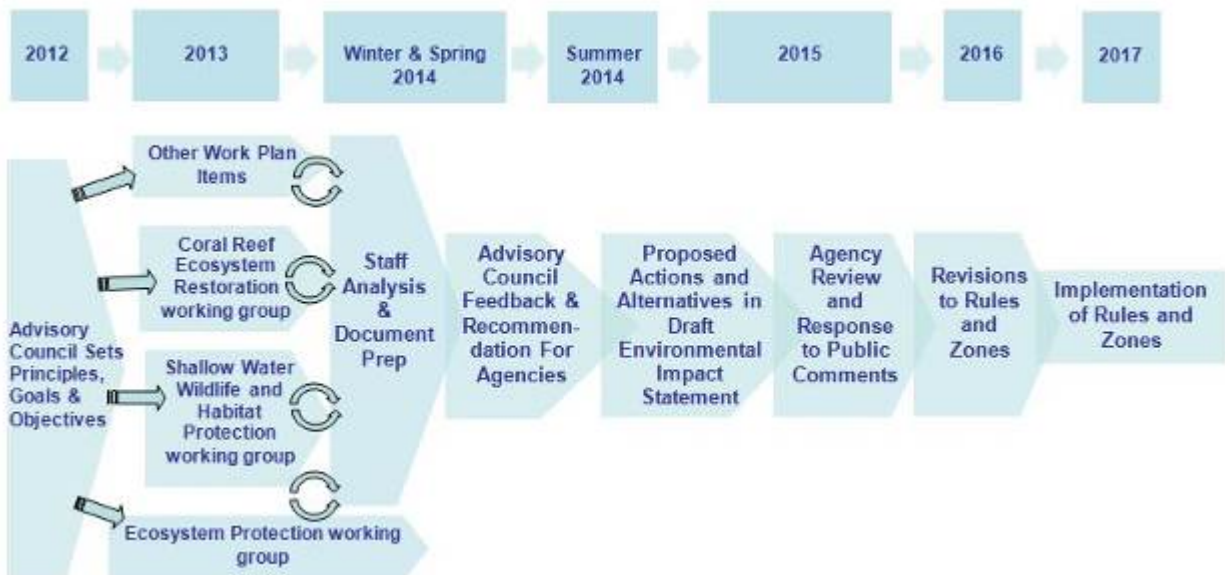 2012
2013
Winter & Spring
2014
Summer
2014
2015
2016
2017
Advisory
Council Sets
Principles,
Goals &
Objectives
Other Work Plan
Items
Coral Reef
Ecosystem
Restoration
working group
Shallow Water
Wildlife and
Habitat
Protection
working group
Ecosystem Protection working
group
Staff
Analysis
&
Document
Prep
Advisory
Council
Feedback &
Recommen-
dation For
Agencies
Proposed
Actions and
Alternatives in
Draft
Environmental
Impact
Statement
Agency
Review
and
Response
to Public
Comments
Revisions
to Rules
and
Zones
Implementation
of Rules and
Zones